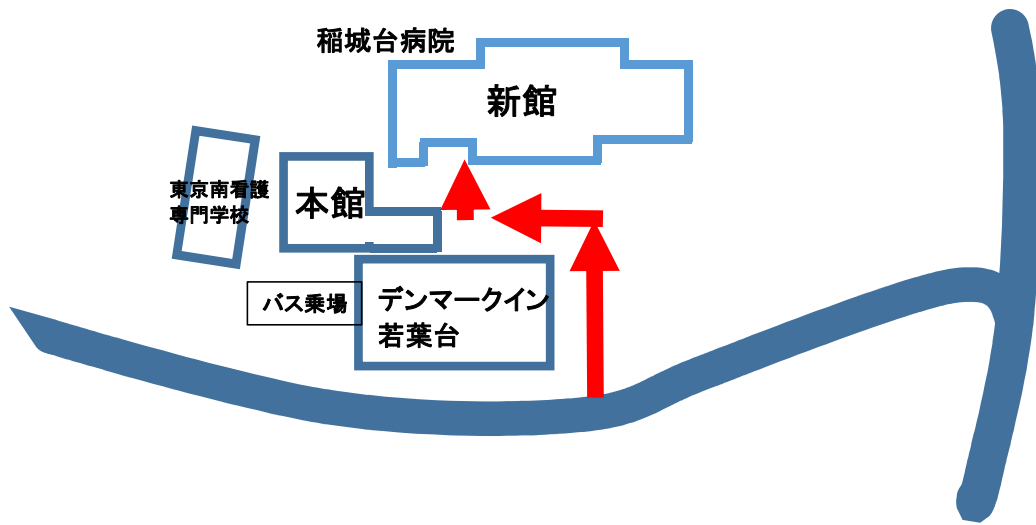 稲城台病院
新館
東京南看護
専門学校
本館
バス乗場
デンマークイン
若葉台